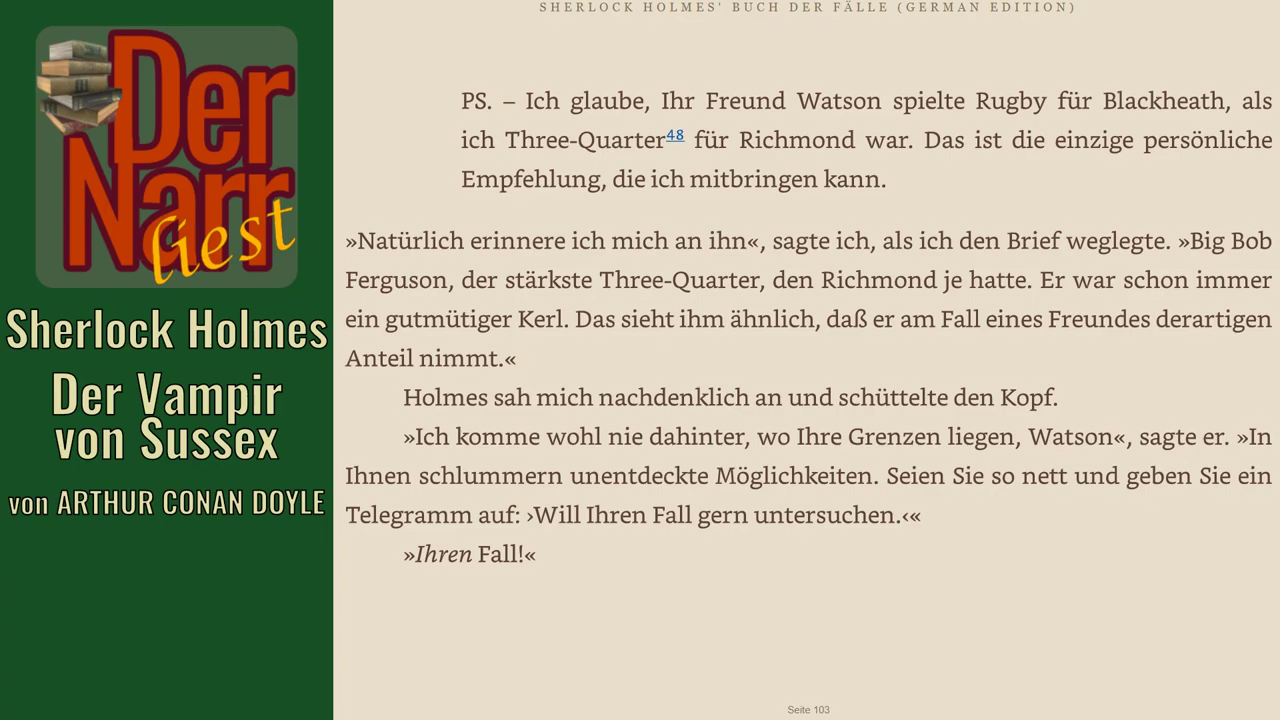 Der
Narr
liest
Sherlock Holmes
Der Vampir
von Sussex
von ARTHUR CONAN DOYLE
SHERLOCK HOLMES' BUCH DER FÄLLE (GERMAN EDITION)
PS. – Ich glaube, Ihr Freund Watson spielte Rugby für Blackheath, als
ich Three-Quarter48 für Richmond war. Das ist die einzige persönliche
Empfehlung, die ich mitbringen kann.
»Natürlich erinnere ich mich an ihn«, sagte ich, als ich den Brief weglegte. »Big Bob
Ferguson, der stärkste Three-Quarter, den Richmond je hatte. Er war schon immer
ein gutmütiger Kerl. Das sieht ihm ähnlich, daß er am Fall eines Freundes derartigen
Anteil nimmt.«
Holmes sah mich nachdenklich an und schüttelte den Kopf.
»Ich komme wohl nie dahinter, wo Ihre Grenzen liegen, Watson«, sagte er. »In
Ihnen schlummern unentdeckte Möglichkeiten. Seien Sie so nett und geben Sie ein
Telegramm auf: ›Will Ihren Fall gern untersuchen.‹«
»Ihren Fall!«
Seite 103